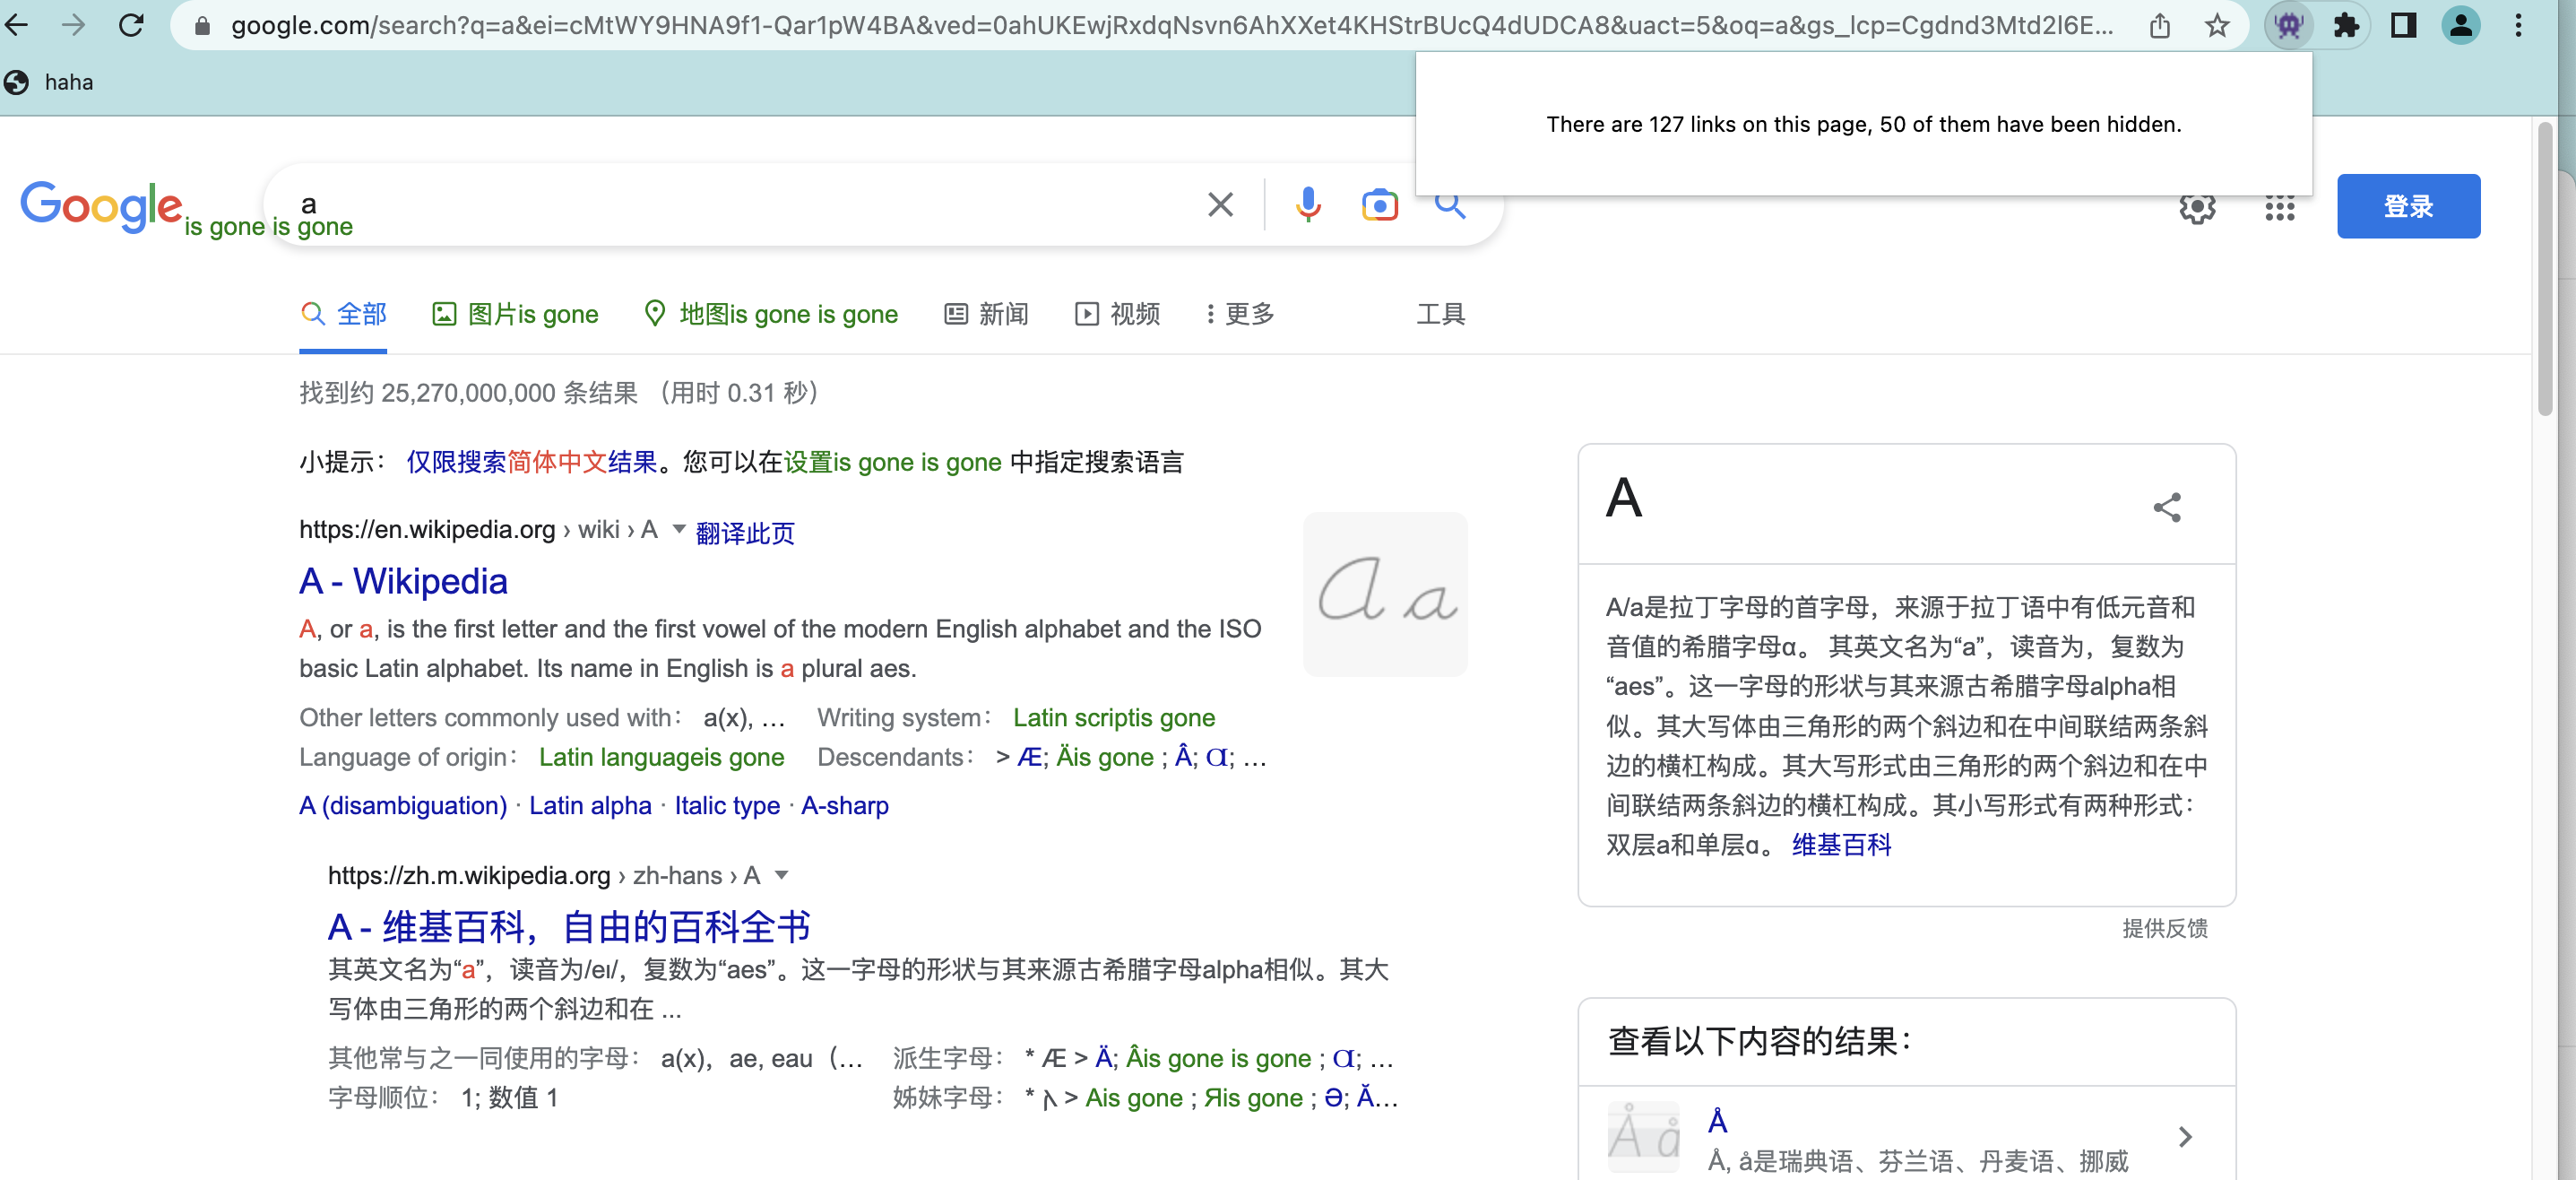 google.com/search?q=a&ei=cMtWY9HNA9f1-Qar1pW4BA&ved=0ahUKEwjRxdqNsvn6AhXXet4KHStrBUcQ4dUDCA8&uact=5&oq=a&gs_lcp=Cgdnd3Mtd2l6E...
haha
There are 127 links on this page, 50 of them have been hidden.
Google is gone is gone
a
登录
全部 图片is gone 地图is gone is gone 新闻 视频 更多 工具
找到约 25,270,000,000 条结果 （用时 0.31 秒）
小提示： 仅限搜索简体中文结果。您可以在设置is gone is gone 中指定搜索语言
https://en.wikipedia.org › wiki › A 翻译此页
A - Wikipedia
A, or a, is the first letter and the first vowel of the modern English alphabet and the ISO
basic Latin alphabet. Its name in English is a plural aes.
Other letters commonly used with： a(x), … Writing system： Latin scriptis gone
Language of origin： Latin languageis gone Descendants： > Æ; Äis gone ; Â; Ɑ; …
A (disambiguation) · Latin alpha · Italic type · A-sharp
Aa
https://zh.m.wikipedia.org › zh-hans › A
A - 维基百科，自由的百科全书
其英文名为“a”，读音为/eɪ/，复数为“aes”。这一字母的形状与其来源古希腊字母alpha相似。其大
写体由三角形的两个斜边和在 ...
其他常与之一同使用的字母： a(x)，ae, eau（… 派生字母： * Æ > Ä; Âis gone is gone ; Ɑ; …
字母顺位： 1; 数值 1 姊妹字母： * እ > Аis gone ; Яis gone ; Ә; Ӑ…
A
A/a是拉丁字母的首字母，来源于拉丁语中有低元音和
音值的希腊字母α。 其英文名为“a”，读音为，复数为
“aes”。这一字母的形状与其来源古希腊字母alpha相
似。其大写体由三角形的两个斜边和在中间联结两条斜
边的横杠构成。其大写形式由三角形的两个斜边和在中
间联结两条斜边的横杠构成。其小写形式有两种形式：
双层a和单层ɑ。 维基百科
提供反馈
查看以下内容的结果：
Åå
Å
Å, å是瑞典语、芬兰语、丹麦语、挪威